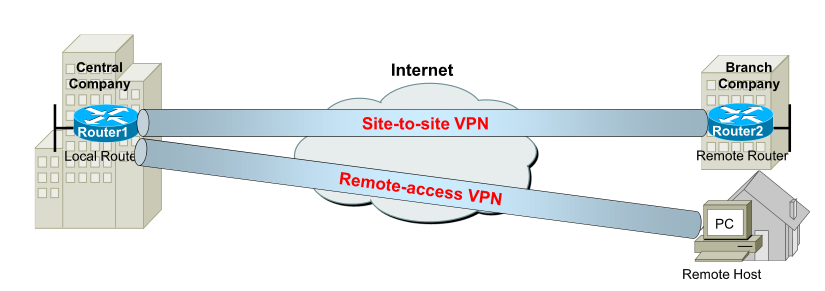 Central
Company
Internet
Branch
Company
Router1
Site-to-site VPN
Router2
Local Route
Remote Router
Remote-access VPN
PC
Remote Host